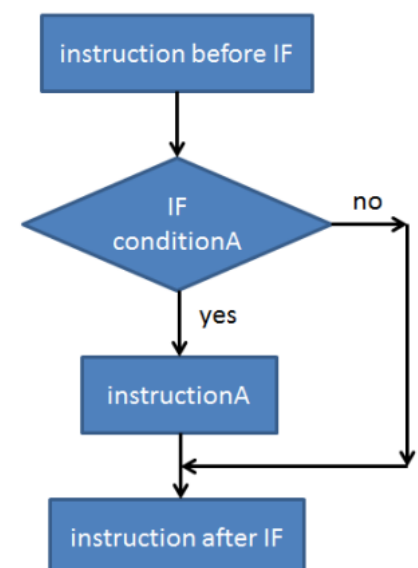 instruction before IF
IF
conditionA
no
yes
instructionA
instruction after IF